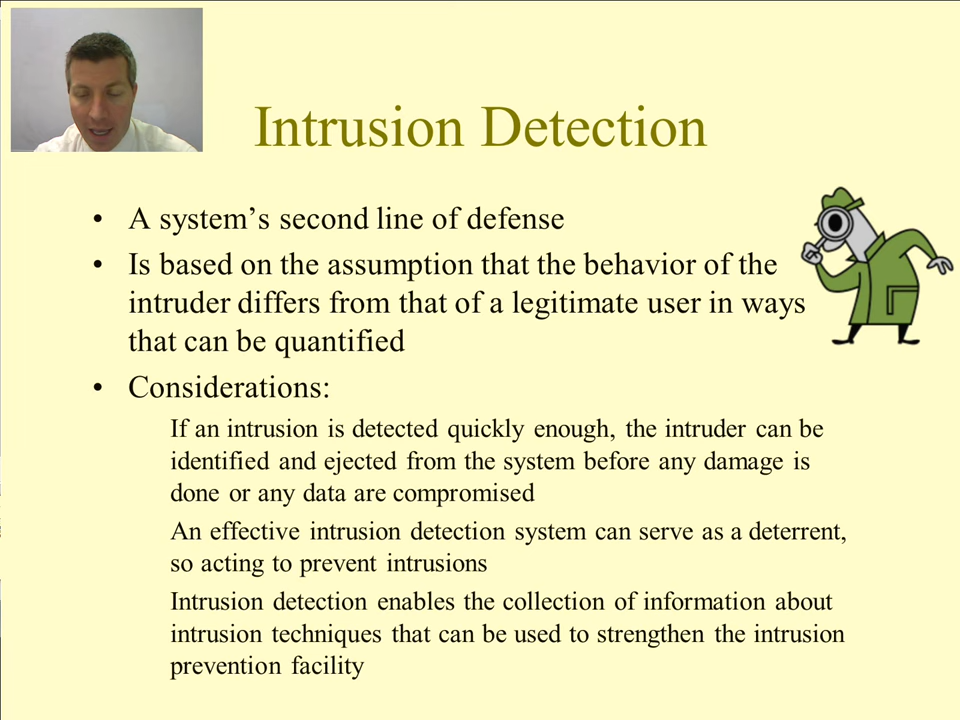 Intrusion Detection
• A system’s second line of defense
• Is based on the assumption that the behavior of the
intruder differs from that of a legitimate user in ways
that can be quantified
• Considerations:
If an intrusion is detected quickly enough, the intruder can be
identified and ejected from the system before any damage is
done or any data are compromised
An effective intrusion detection system can serve as a deterrent,
so acting to prevent intrusions
Intrusion detection enables the collection of information about
intrusion techniques that can be used to strengthen the intrusion
prevention facility